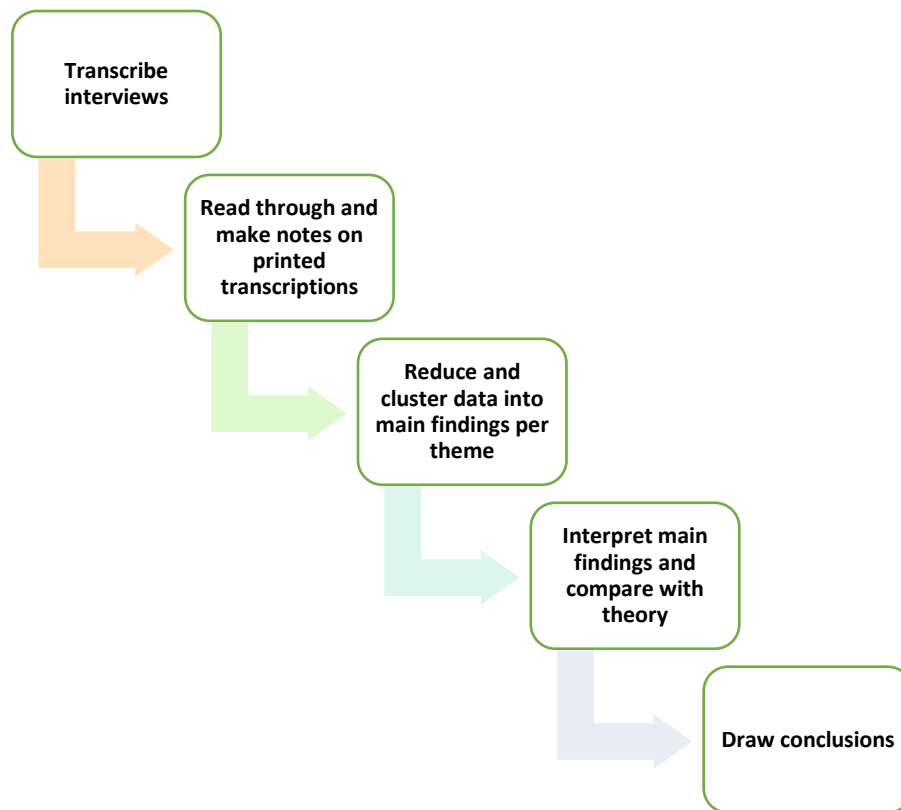 Transcribe
interviews
Read through and
make notes on
printed
transcriptions
Reduce and
cluster data into
main findings per
theme
Interpret main
findings and
compare with
theory
Draw conclusions